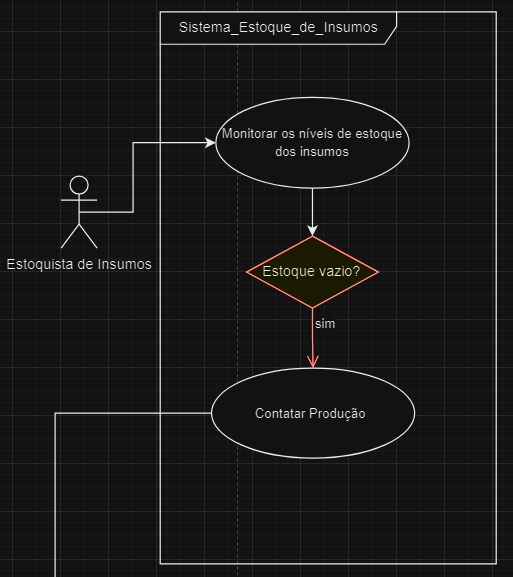 Sistema_Estoque_de_Insumos
Monitorar os níveis de estoque
dos insumos
Estoquista de Insumos
Estoque vazio?
sim
Contatar Produção